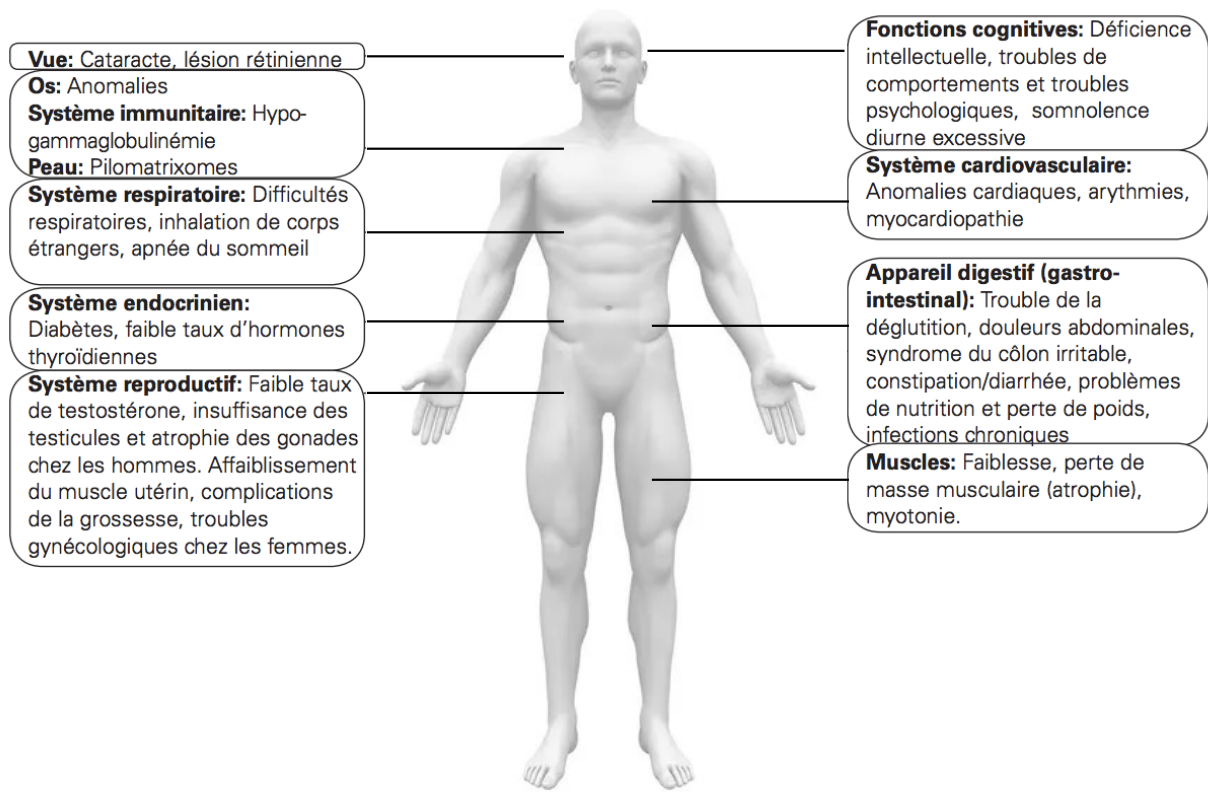 Vue: Cataracte, lésion rétinienne
Os: Anomalies
Système immunitaire: Hypo-
gammaglobulinémie
Peau: Pilomatrixomes
Système respiratoire: Difficultés
respiratoires, inhalation de corps
étrangers, apnée du sommeil
Système endocrinien:
Diabètes, faible taux d’hormones
thyroïdiennes
Système reproductif: Faible taux
de testostérone, insuffisance des
testicules et atrophie des gonades
chez les hommes. Affaiblissement
du muscle utérin, complications
de la grossesse, troubles
gynécologiques chez les femmes.
Fonctions cognitives: Déficience
intellectuelle, troubles de
comportements et troubles
psychologiques, somnolence
diurne excessive
Système cardiovasculaire:
Anomalies cardiaques, arythmies,
myocardiopathie
Appareil digestif (gastro-
intestinal): Trouble de la
déglutition, douleurs abdominales,
syndrome du côlon irritable,
constipation/diarrhée, problèmes
de nutrition et perte de poids,
infections chroniques
Muscles: Faiblesse, perte de
masse musculaire (atrophie),
myotonie.